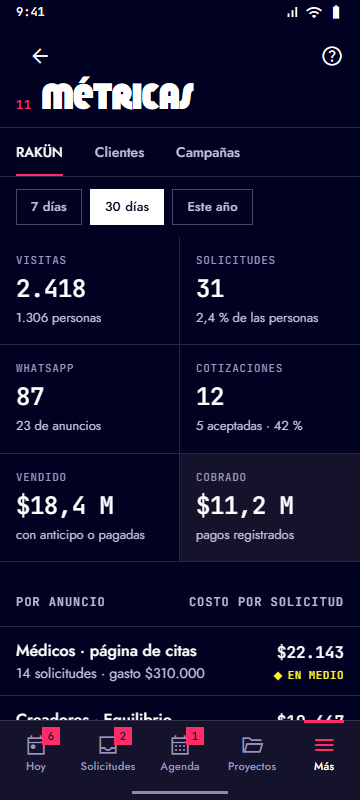 9:41
11 MéTRICAS
RAKÜN Clientes Campañas
7 días 30 días Este año
VISITAS SOLICITUDES
2.418 31
1.306 personas 2,4 % de las personas
WHATSAPP COTIZACIONES
87 12
23 de anuncios 5 aceptadas · 42 %
VENDIDO COBRADO
$18,4 M $11,2 M
con anticipo o pagadas pagos registrados
POR ANUNCIO COSTO POR SOLICITUD
Médicos · página de citas $22.143
14 solicitudes · gasto $310.000 ◆ EN MEDIO
Creadores · Equilibrio
6 2 1
Hoy Solicitudes Agenda Proyectos Más